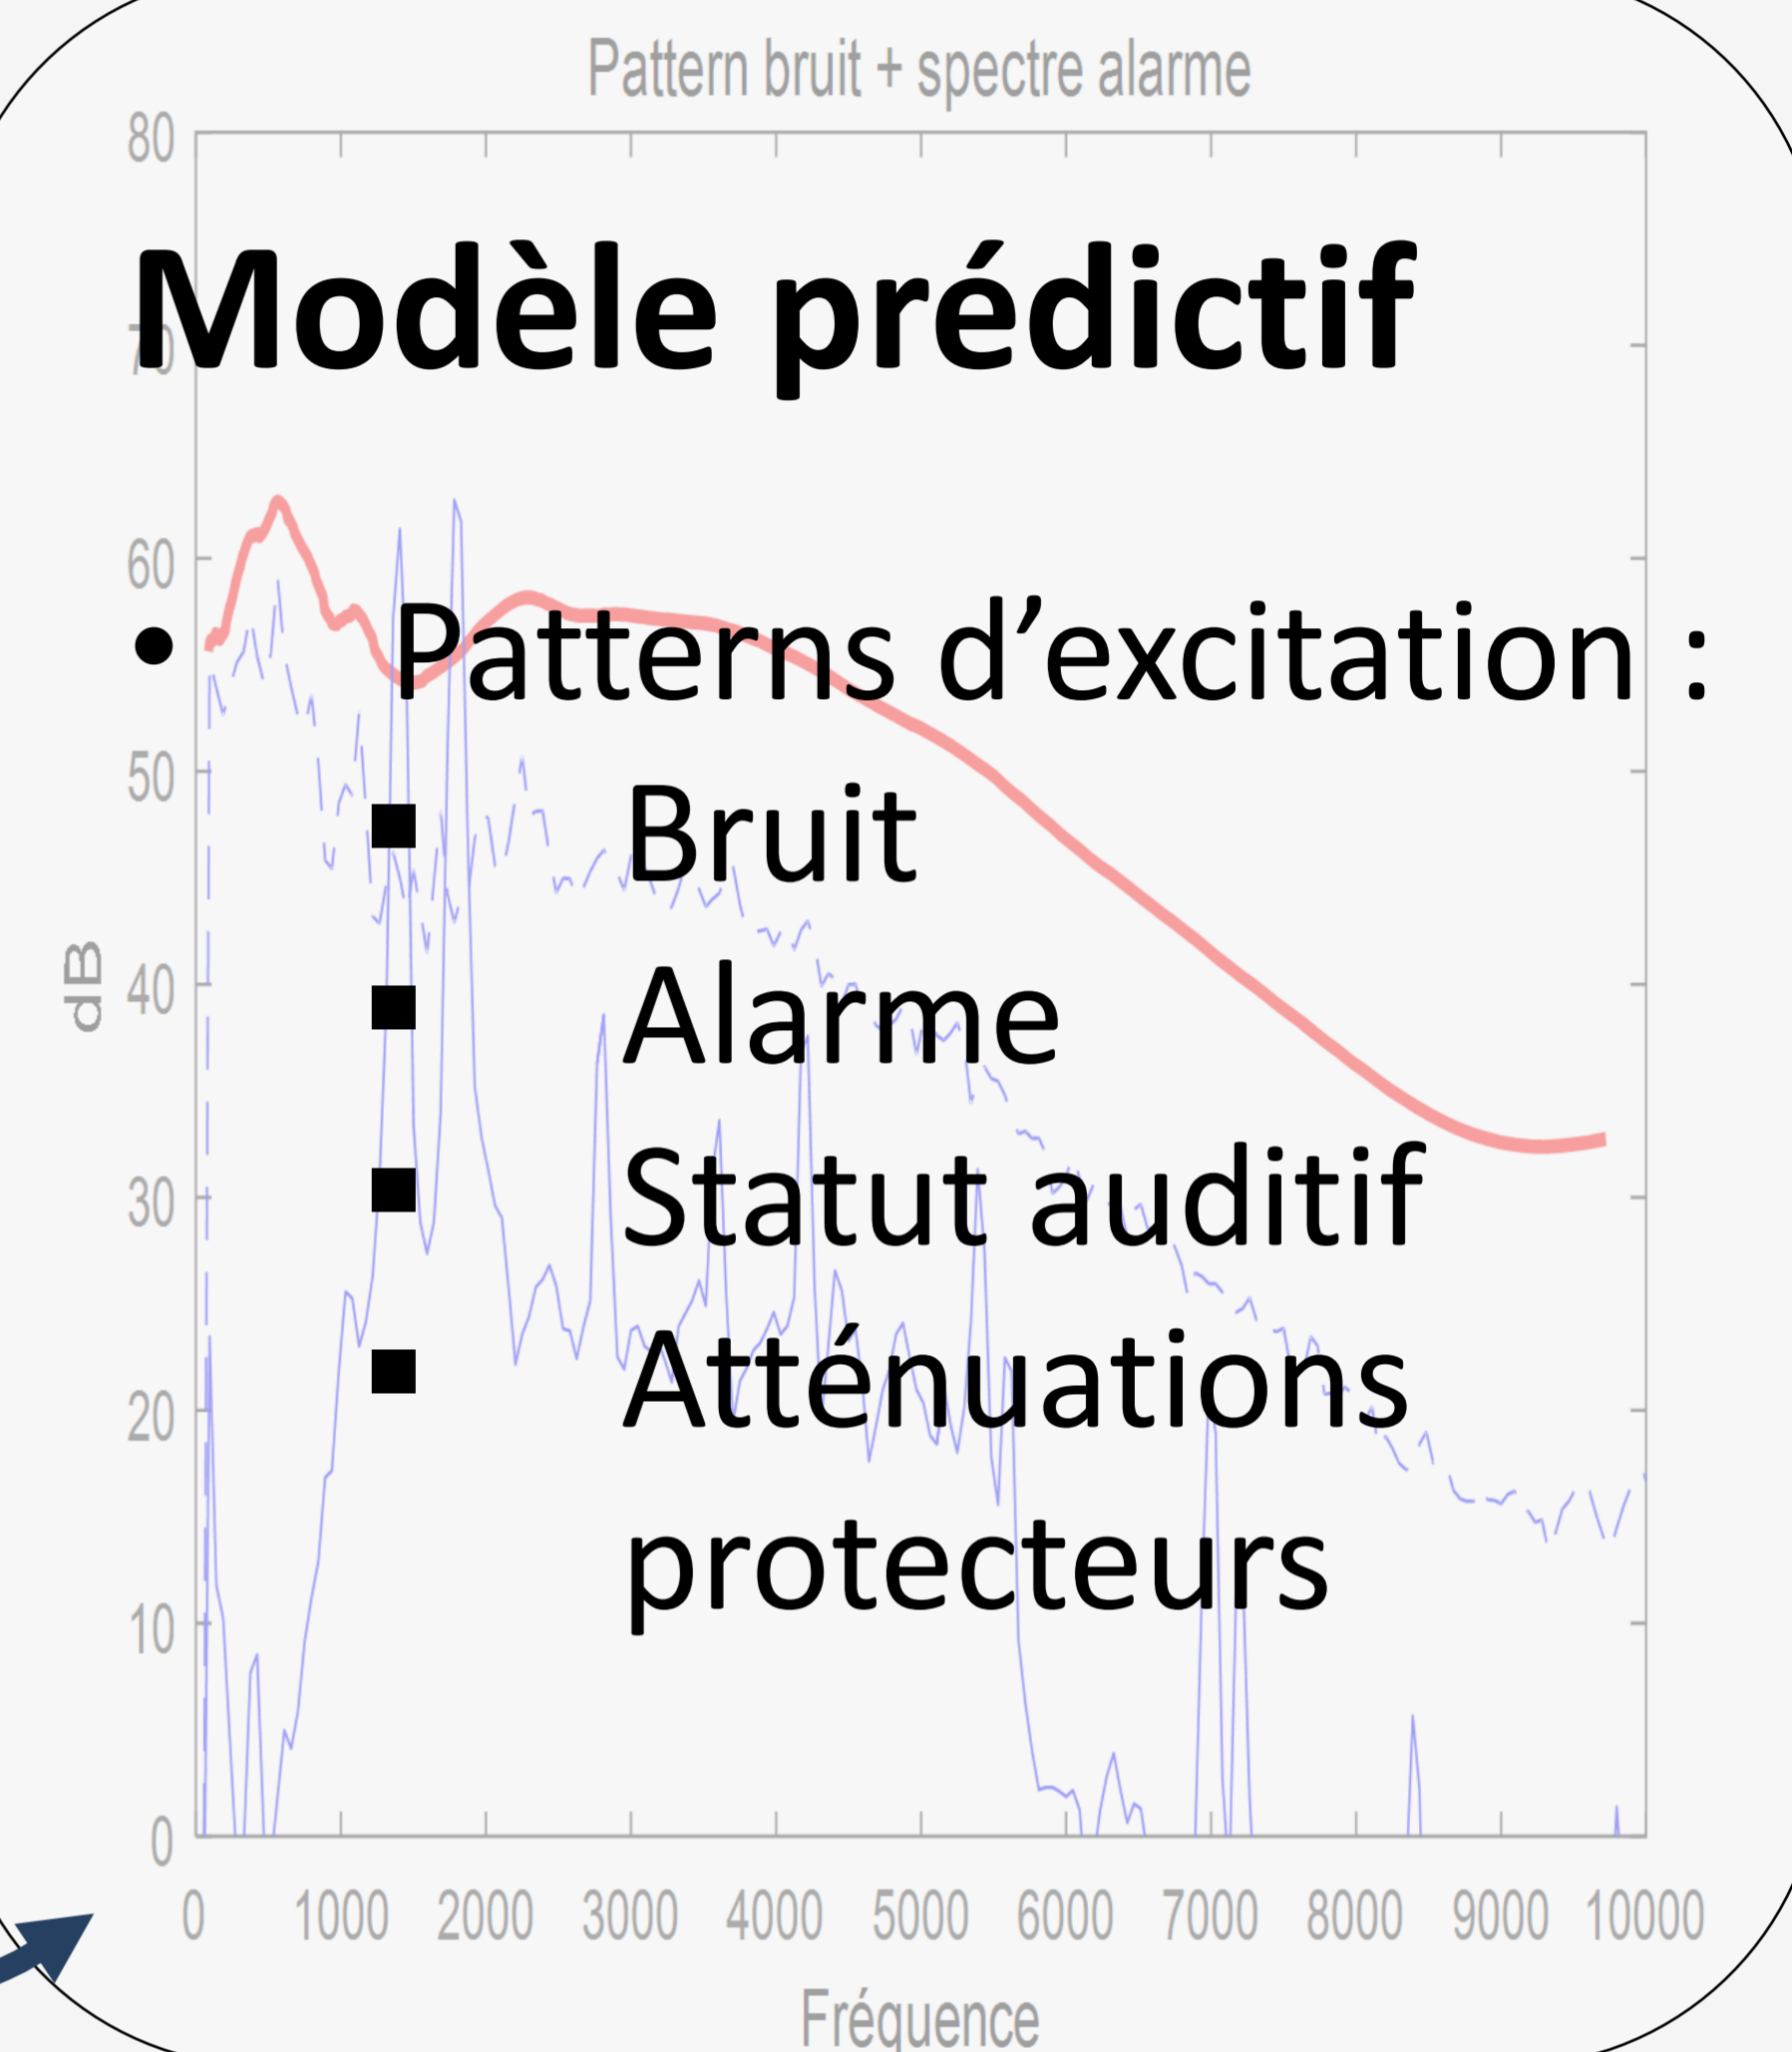 Pattern bruit + spectre alarme
80
Modèle prédictif
70
60
• Patterns d’excitation :
50
▪ Bruit
dB
40
▪ Alarme
30
▪ Statut auditif
20
▪ Atténuations
protecteurs
10
0
0 1000 2000 3000 4000 5000 6000 7000 8000 9000 10000
Fréquence